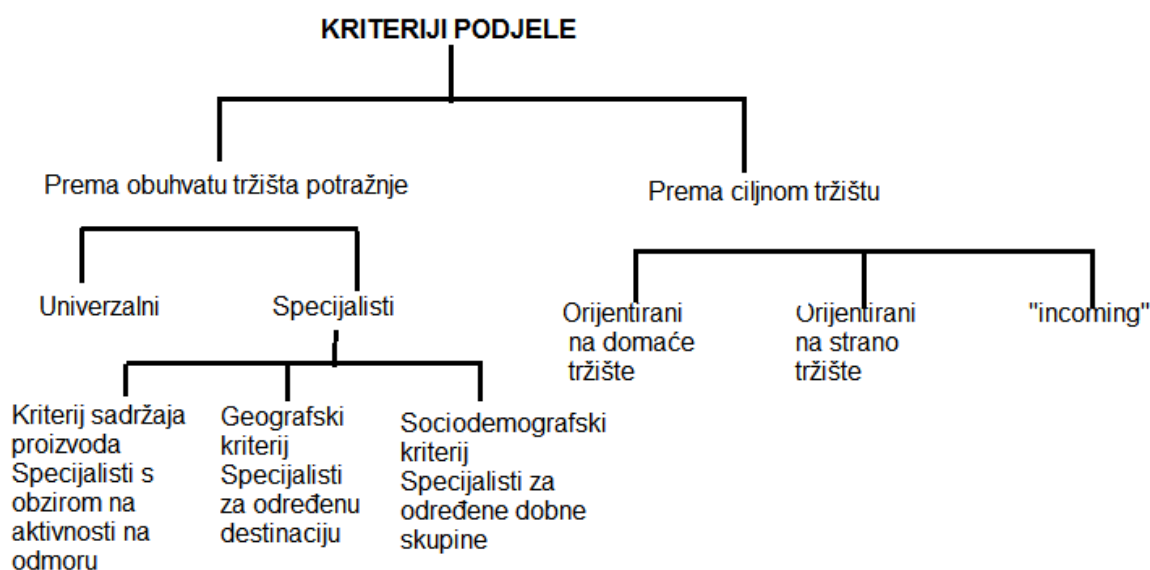 KRITERIJI PODJELE
Prema obuhvatu tržišta potražnje
Prema ciljnom tržištu
Univerzalni
Specijalisti
Orijentirani
na domaće
tržište
Orijentirani
na strano
tržište
"incoming"
Kriterij sadržaja
proizvoda
Specijalisti s
obzirom na
aktivnosti na
odmoru
Geografski
kriterij
Specijalisti
za određenu
destinaciju
Sociodemografski
kriterij
Specijalisti za
određene dobne
skupine